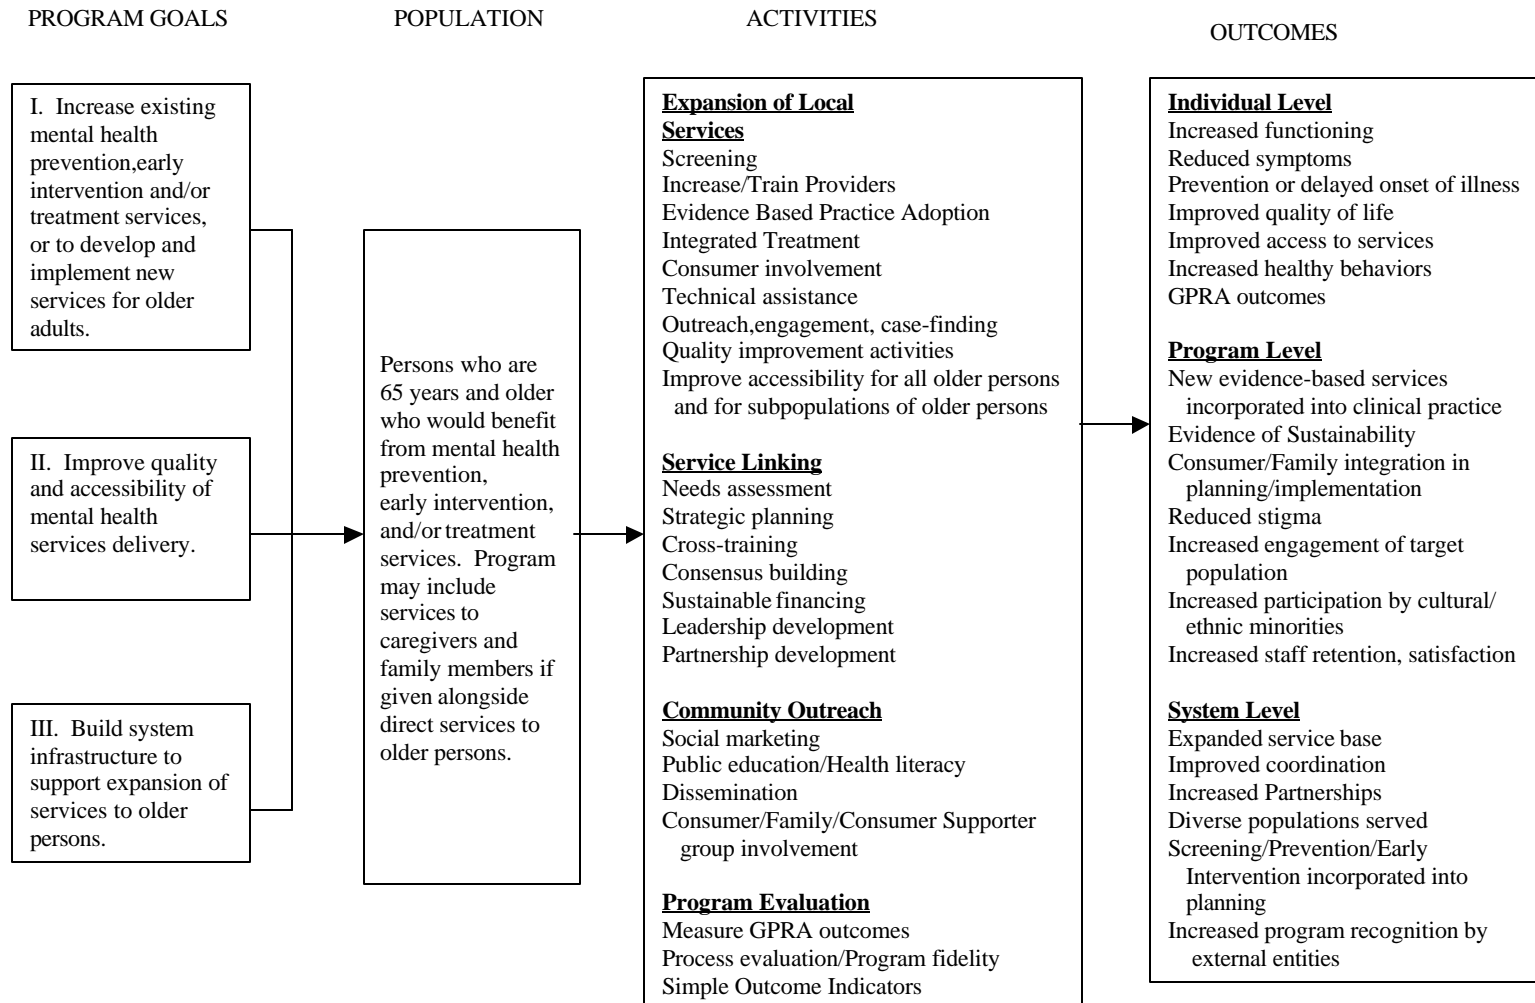 PROGRAM GOALS
POPULATION
ACTIVITIES
OUTCOMES
I. Increase existing
mental health
prevention,early
intervention and/or
treatment services,
or to develop and
implement new
services for older
adults.
II. Improve quality
and accessibility of
mental health
services delivery.
III. Build system
infrastructure to
support expansion of
services to older
persons.
Persons who are
65 years and older
who would benefit
from mental health
prevention,
early intervention,
and/or treatment
services. Program
may include
services to
caregivers and
family members if
given alongside
direct services to
older persons.
Expansion of Local
Services
Screening
Increase/Train Providers
Evidence Based Practice Adoption
Integrated Treatment
Consumer involvement
Technical assistance
Outreach,engagement, case-finding
Quality improvement activities
Improve accessibility for all older persons
and for subpopulations of older persons
Service Linking
Needs assessment
Strategic planning
Cross-training
Consensus building
Sustainable financing
Leadership development
Partnership development
Community Outreach
Social marketing
Public education/Health literacy
Dissemination
Consumer/Family/Consumer Supporter
group involvement
Program Evaluation
Measure GPRA outcomes
Process evaluation/Program fidelity
Simple Outcome Indicators
Individual Level
Increased functioning
Reduced symptoms
Prevention or delayed onset of illness
Improved quality of life
Improved access to services
Increased healthy behaviors
GPRA outcomes
Program Level
New evidence-based services
incorporated into clinical practice
Evidence of Sustainability
Consumer/Family integration in
planning/implementation
Reduced stigma
Increased engagement of target
population
Increased participation by cultural/
ethnic minorities
Increased staff retention, satisfaction
System Level
Expanded service base
Improved coordination
Increased Partnerships
Diverse populations served
Screening/Prevention/Early
Intervention incorporated into
planning
Increased program recognition by
external entities